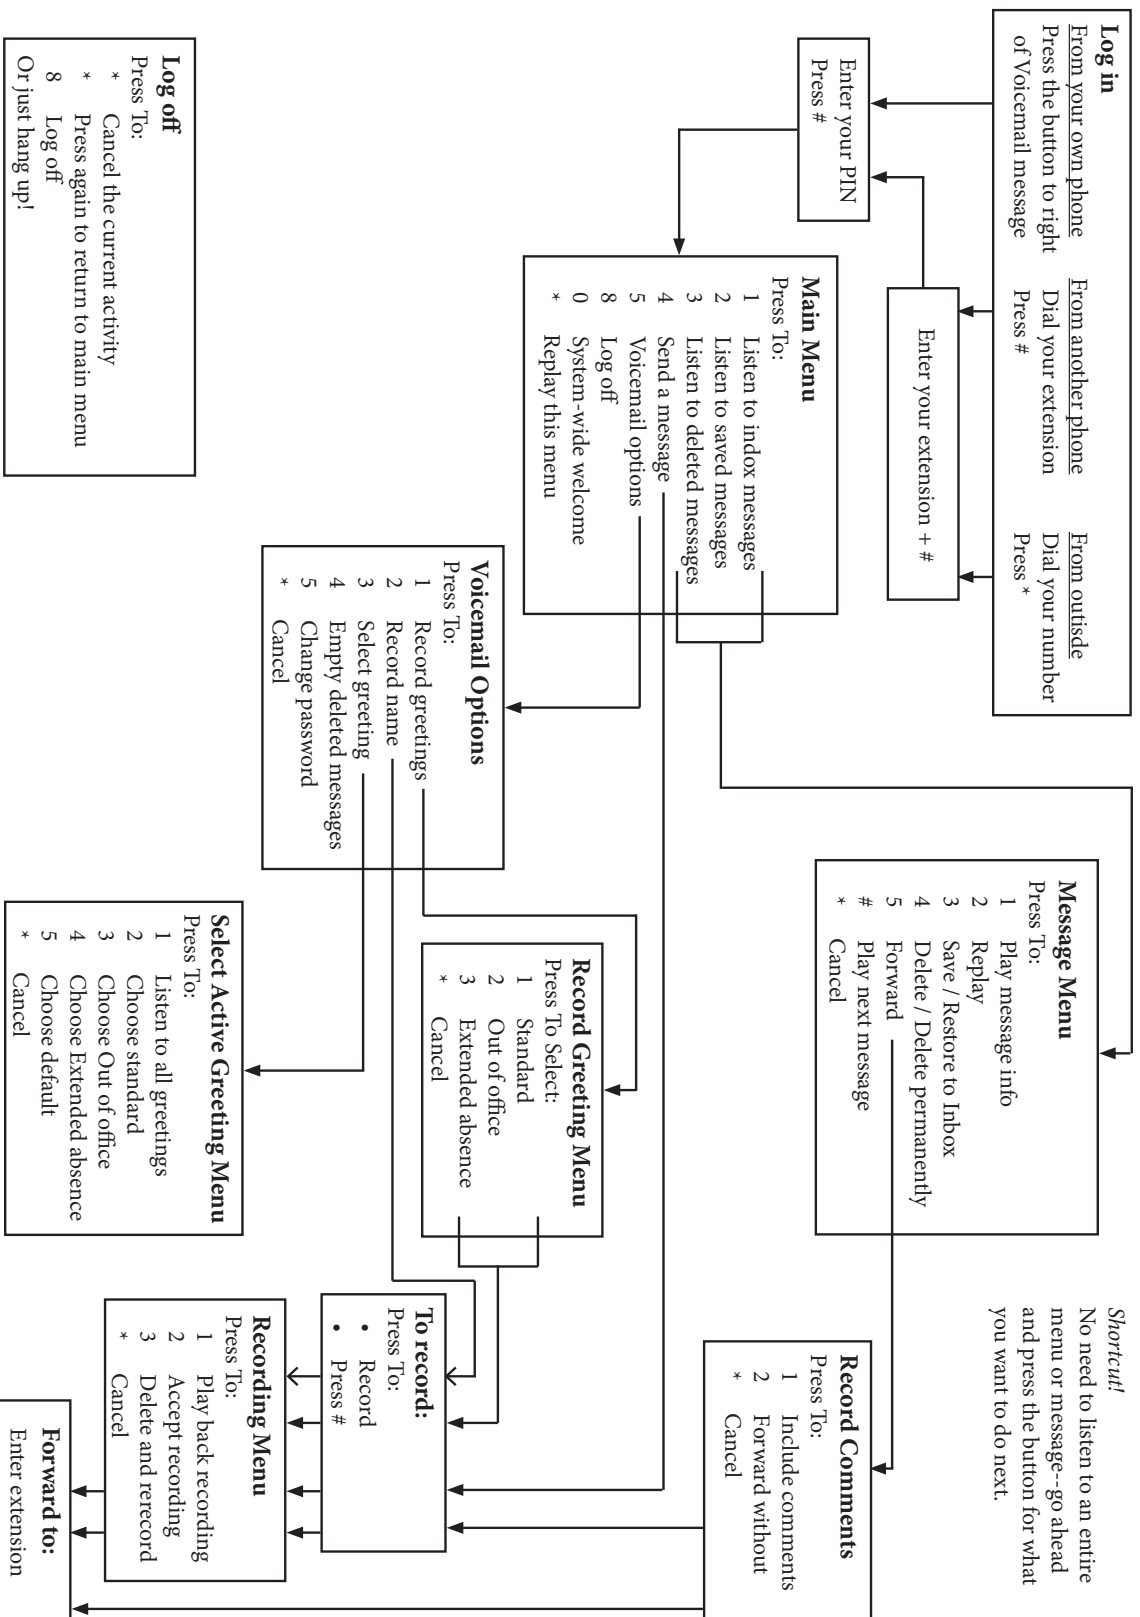 Log in
From your own phone
Press the button to right
of Voicemail message
From another phone
Dial your extension
Press #
From outisde
Dial your number
Press *
Enter your PIN
Press #
Enter your extension + #
Main Menu
Press To:
1 Listen to indox messages
2 Listen to saved messages
3 Listen to deleted messages
4 Send a message
5 Voicemail options
8 Log off
0 System-wide welcome
* Replay this menu
Message Menu
Press To:
1 Play message info
2 Replay
3 Save / Restore to Inbox
4 Delete / Delete permanently
5 Forward
# Play next message
* Cancel
Shortcut!
No need to listen to an entire
menu or message--go ahead
and press the button for what
you want to do next.
Voicemail Options
Press To:
1 Record greetings
2 Record name
3 Select greeting
4 Empty deleted messages
5 Change password
* Cancel
Record Greeting Menu
Press To Select:
1 Standard
2 Out of office
3 Extended absence
* Cancel
Record Comments
Press To:
1 Include comments
2 Forward without
* Cancel
To record:
Press To:
• Record
• Press #
Recording Menu
Press To:
1 Play back recording
2 Accept recording
3 Delete and rerecord
* Cancel
Select Active Greeting Menu
Press To:
1 Listen to all greetings
2 Choose standard
3 Choose Out of office
4 Choose Extended absence
5 Choose default
* Cancel
Log off
Press To:
* Cancel the current activity
* Press again to return to main menu
8 Log off
Or just hang up!
Forward to:
Enter extension